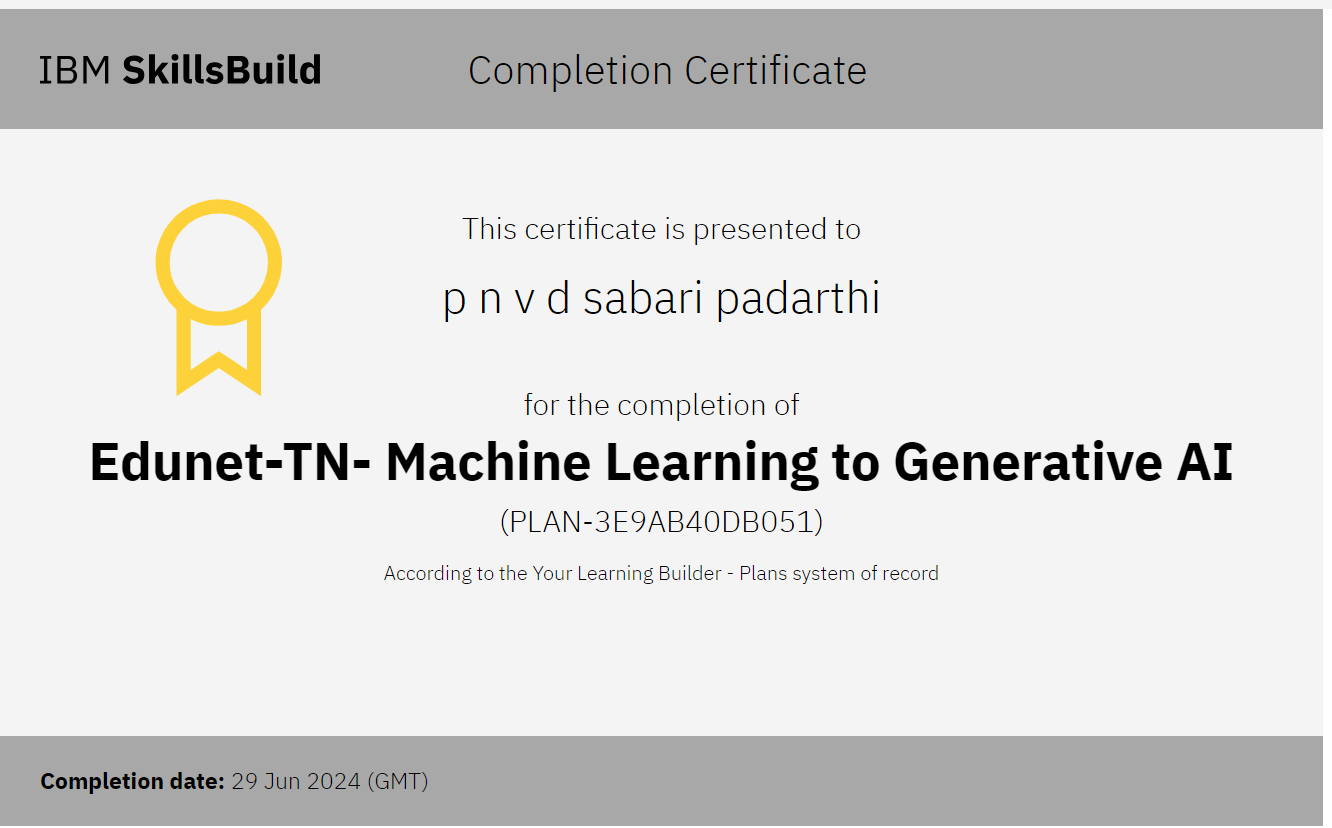 IBM SkillsBuild
Completion Certificate
This certificate is presented to
p n v d sabari padarthi
for the completion of
Edunet-TN- Machine Learning to Generative AI
(PLAN-3E9AB40DB051)
According to the Your Learning Builder - Plans system of record
Completion date: 29 Jun 2024 (GMT)